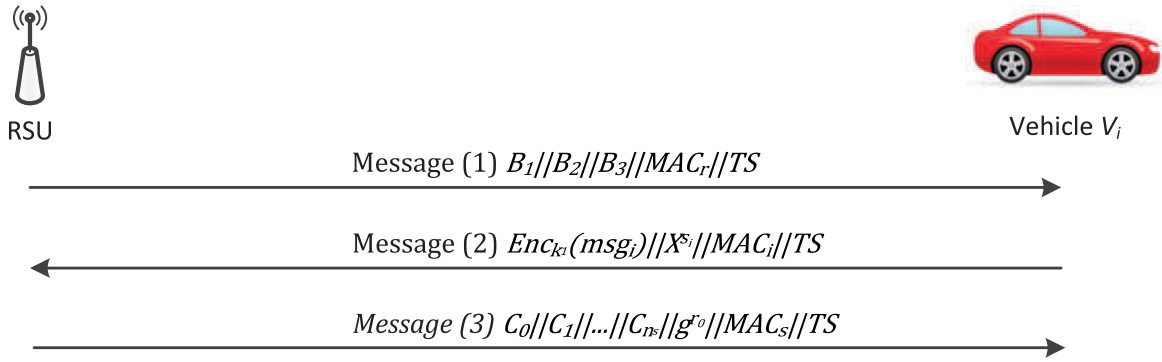 RSU
Vehicle Vᵢ
Message (1) B₁||B₂||B₃||MACᵣ||TS
Message (2) Encₖ₁(msgᵢ)||Xˢⁱ||MACᵢ||TS
Message (3) C₀||C₁||...||Cₙₛ||gʳ⁰||MACₛ||TS